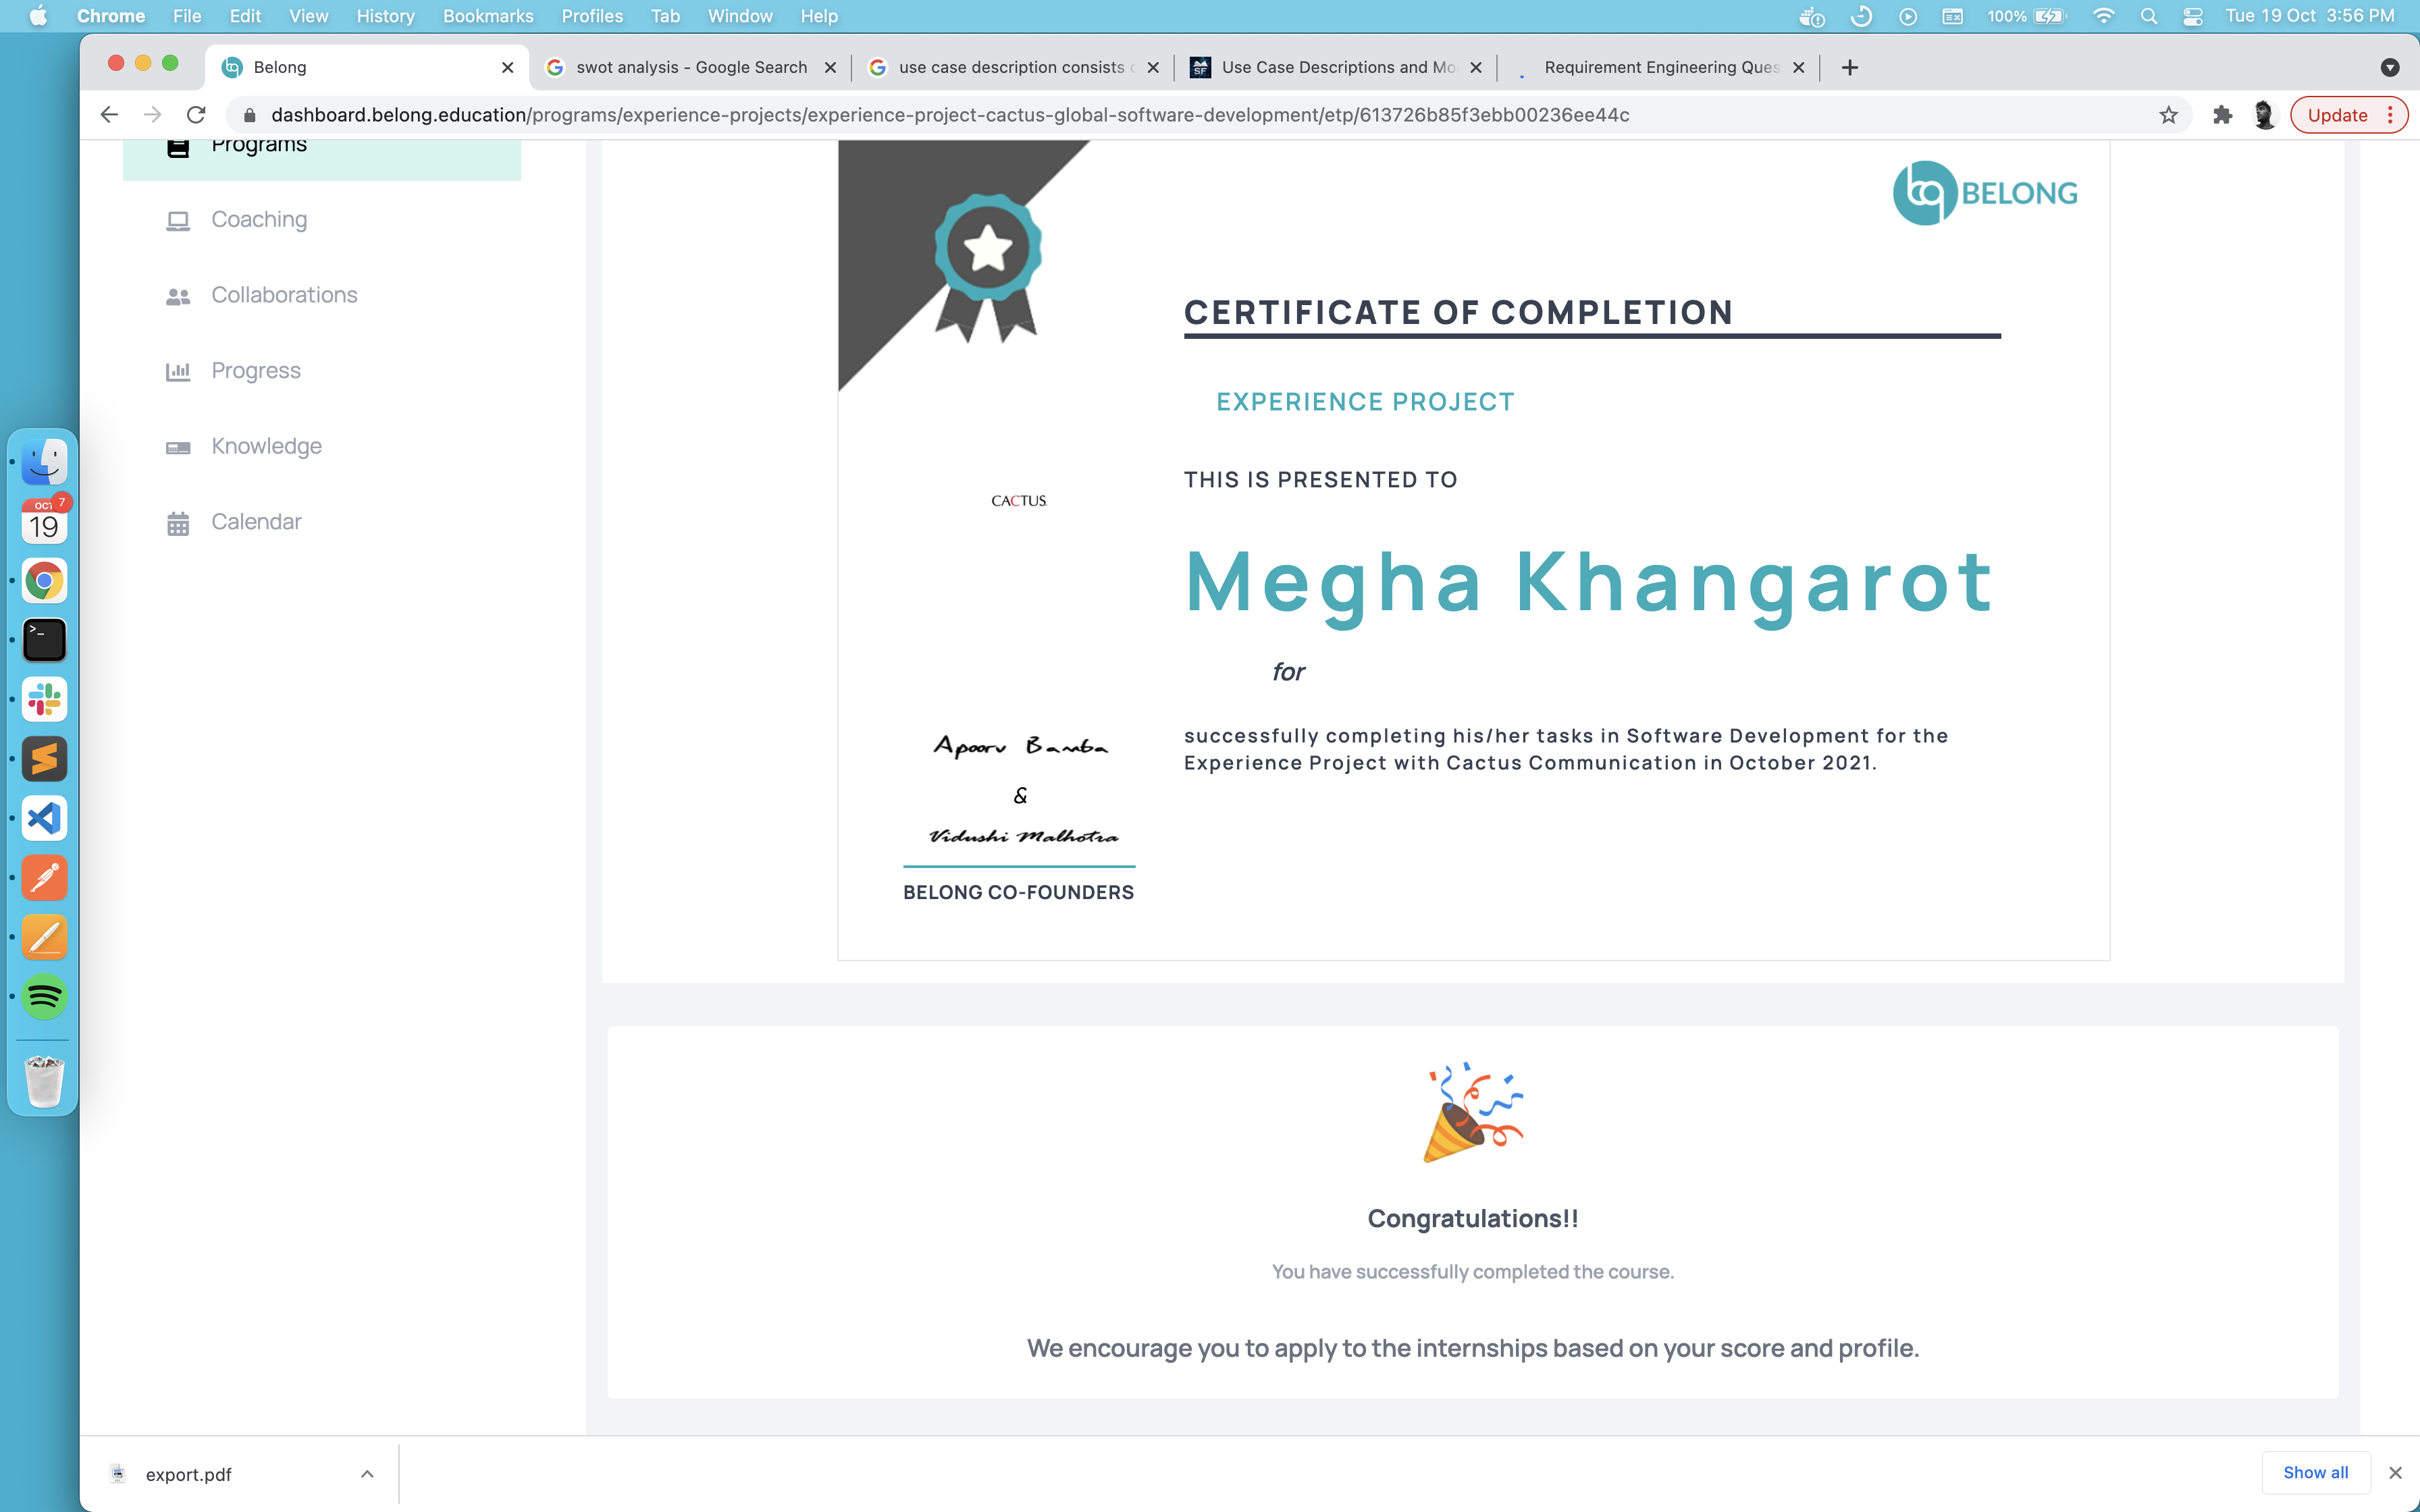 Chrome File Edit View History Bookmarks Profiles Tab Window Help 100% Tue 19 Oct 3:56 PM
Belong
swot analysis - Google Search
use case description consists
Use Case Descriptions and Mo
Requirement Engineering Ques
dashboard.belong.education/programs/experience-projects/experience-project-cactus-global-software-development/etp/613726b85f3ebb00236ee44c
Update
Programs
Coaching
Collaborations
Progress
Knowledge
Calendar
OCT 7
19
BELONG
CERTIFICATE OF COMPLETION
EXPERIENCE PROJECT
THIS IS PRESENTED TO
CACTUS
Megha Khangarot
for
successfully completing his/her tasks in Software Development for the
Experience Project with Cactus Communication in October 2021.
Apoorv Bamba
&
Vidushi Malhotra
BELONG CO-FOUNDERS
Congratulations!!
You have successfully completed the course.
We encourage you to apply to the internships based on your score and profile.
export.pdf
Show all